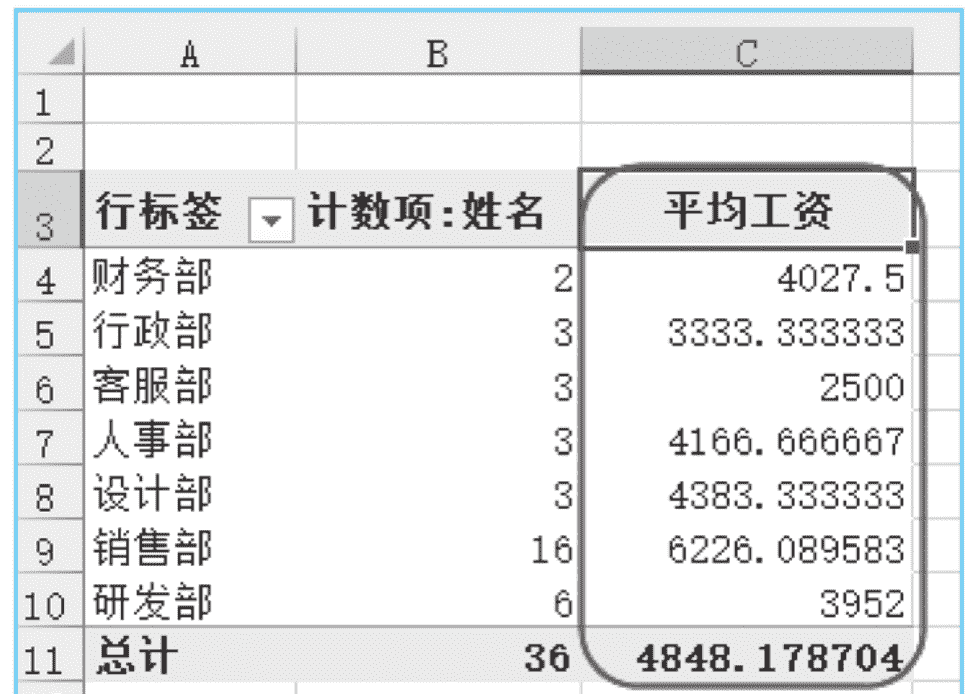 A B C
1
2
3 行标签 计数项:姓名 平均工资
4 财务部 2 4027.5
5 行政部 3 3333.333333
6 客服部 3 2500
7 人事部 3 4166.666667
8 设计部 3 4383.333333
9 销售部 16 6226.089583
10 研发部 6 3952
11 总计 36 4848.178704